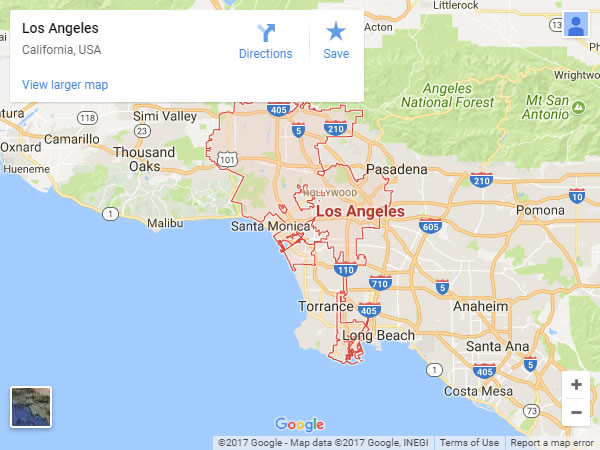 Los Angeles
California, USA
Directions
Save
View larger map
Littlerock
Wrightwo
Angeles
National Forest
Mt San
Antonio
405
5
210
Simi Valley
118
23
Camarillo
Oxnard
Hueneme
Thousand
Oaks
101
ntura
Pasadena
210
10
HOLLYWOOD
Los Angeles
Pomona
1
Malibu
Santa Monica
605
110
710
5
Torrance
405
Anaheim
Long Beach
Santa Ana
5
1
405
Costa Mesa
73
+
−
Google
©2017 Google - Map data ©2017 Google, INEGI
Terms of Use
Report a map error